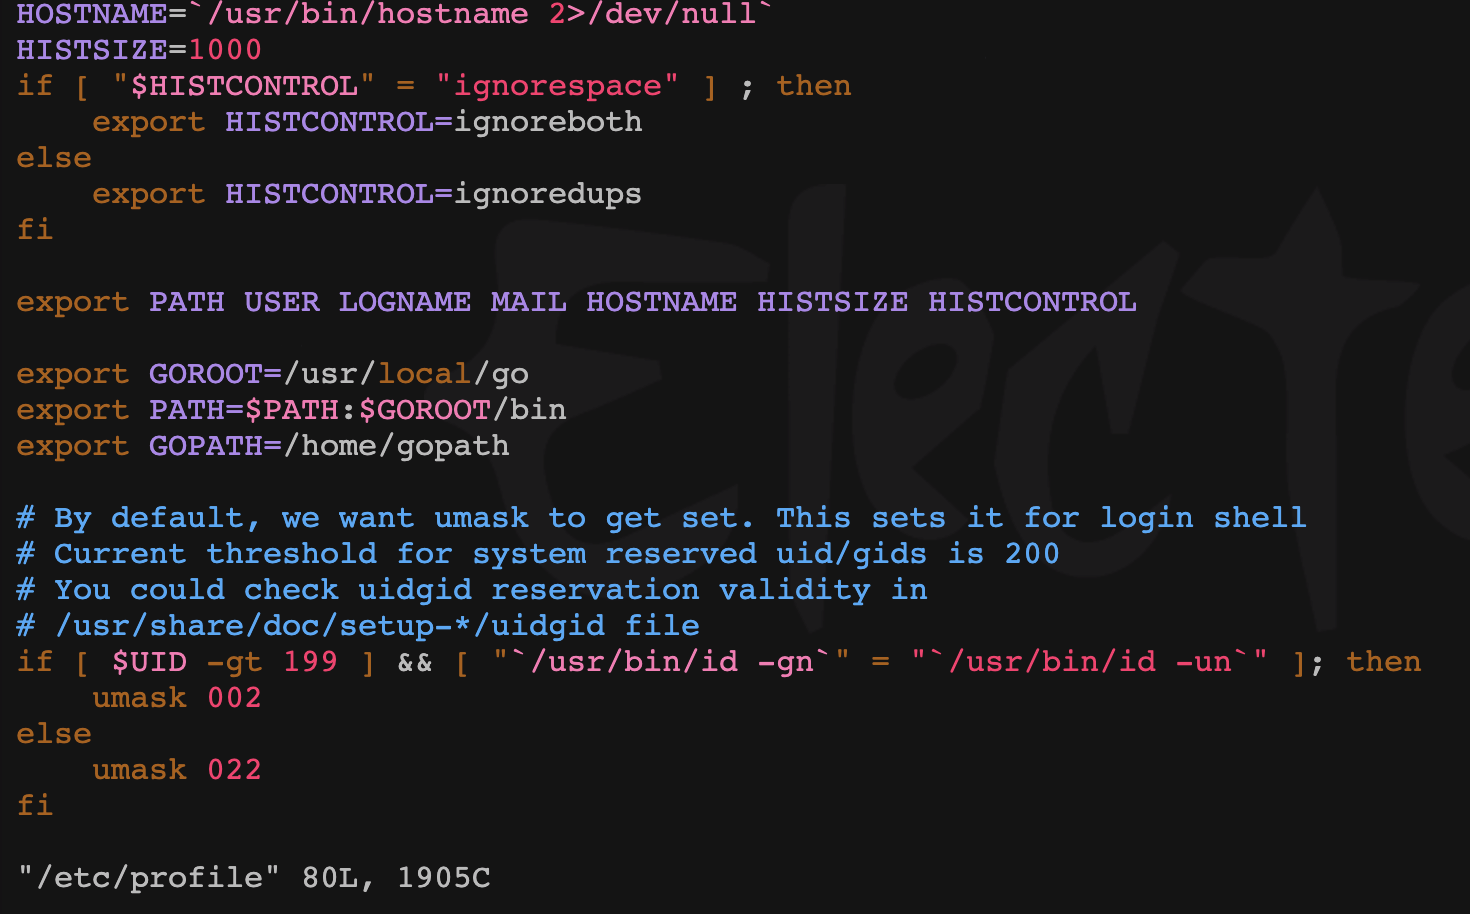 HOSTNAME=`/usr/bin/hostname 2>/dev/null`
HISTSIZE=1000
if [ "$HISTCONTROL" = "ignorespace" ] ; then
    export HISTCONTROL=ignoreboth
else
    export HISTCONTROL=ignoredups
fi

export PATH USER LOGNAME MAIL HOSTNAME HISTSIZE HISTCONTROL

export GOROOT=/usr/local/go
export PATH=$PATH:$GOROOT/bin
export GOPATH=/home/gopath

# By default, we want umask to get set. This sets it for login shell
# Current threshold for system reserved uid/gids is 200
# You could check uidgid reservation validity in
# /usr/share/doc/setup-*/uidgid file
if [ $UID -gt 199 ] && [ "`/usr/bin/id -gn`" = "`/usr/bin/id -un`" ]; then
    umask 002
else
    umask 022
fi

"/etc/profile" 80L, 1905C
Electe